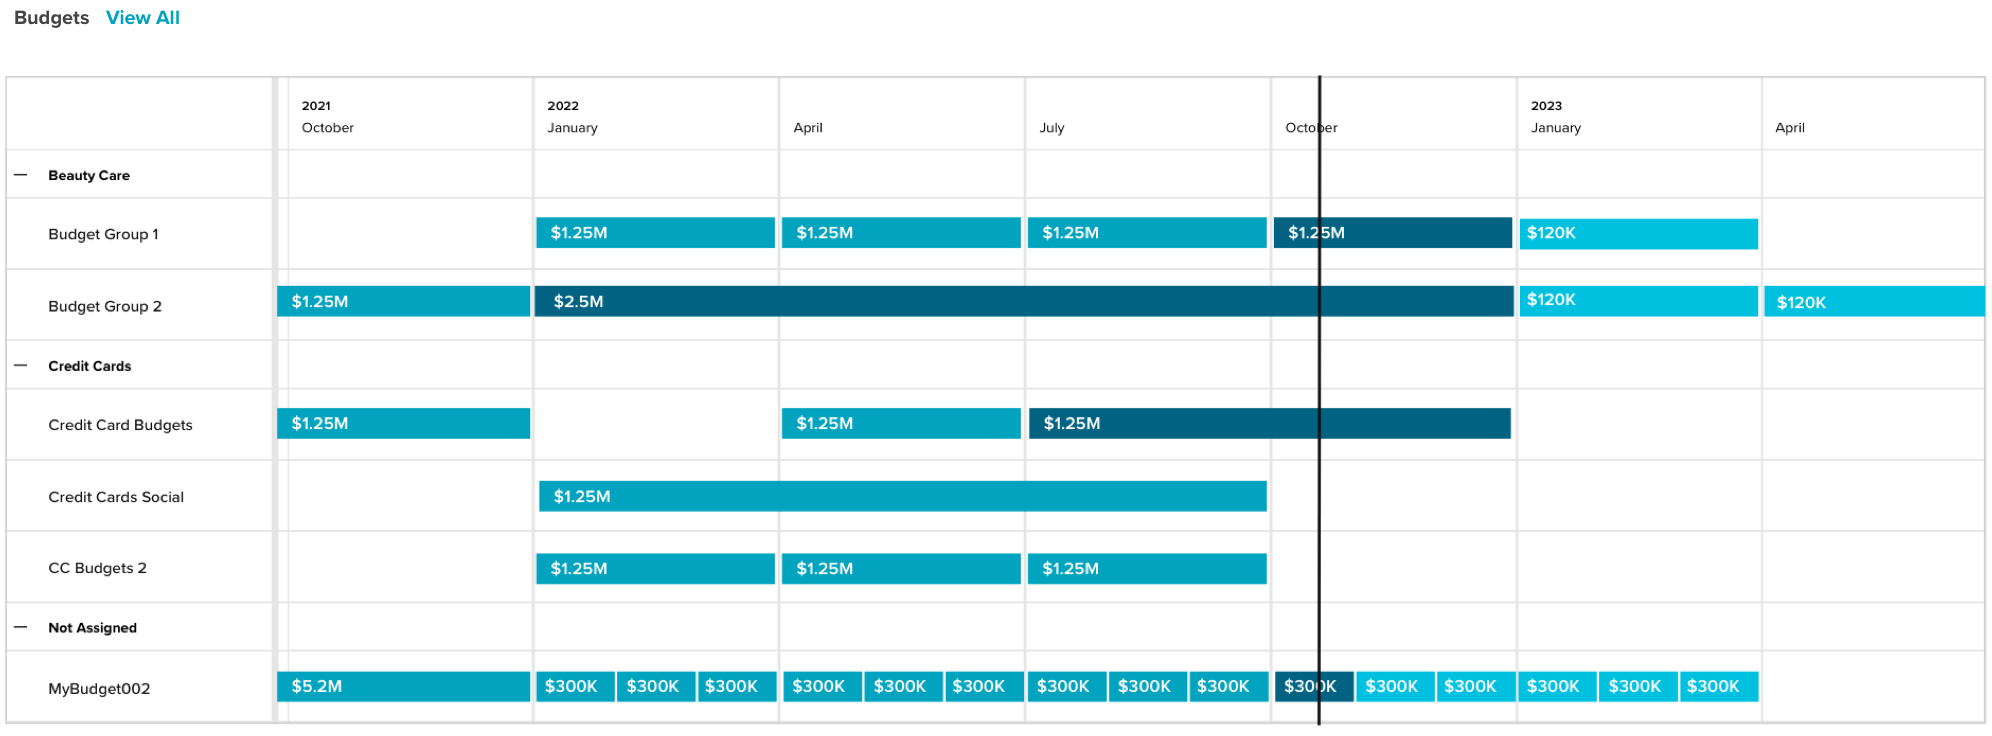 Budgets View All
2021 2022 2023
October January April July October January April
Beauty Care
Budget Group 1 $1.25M $1.25M $1.25M $1.25M $120K
Budget Group 2 $1.25M $2.5M $120K $120K
Credit Cards
Credit Card Budgets $1.25M $1.25M $1.25M
Credit Cards Social $1.25M
CC Budgets 2 $1.25M $1.25M $1.25M
Not Assigned
MyBudget002 $5.2M $300K $300K $300K $300K $300K $300K $300K $300K $300K $300K $300K $300K $300K $300K $300K